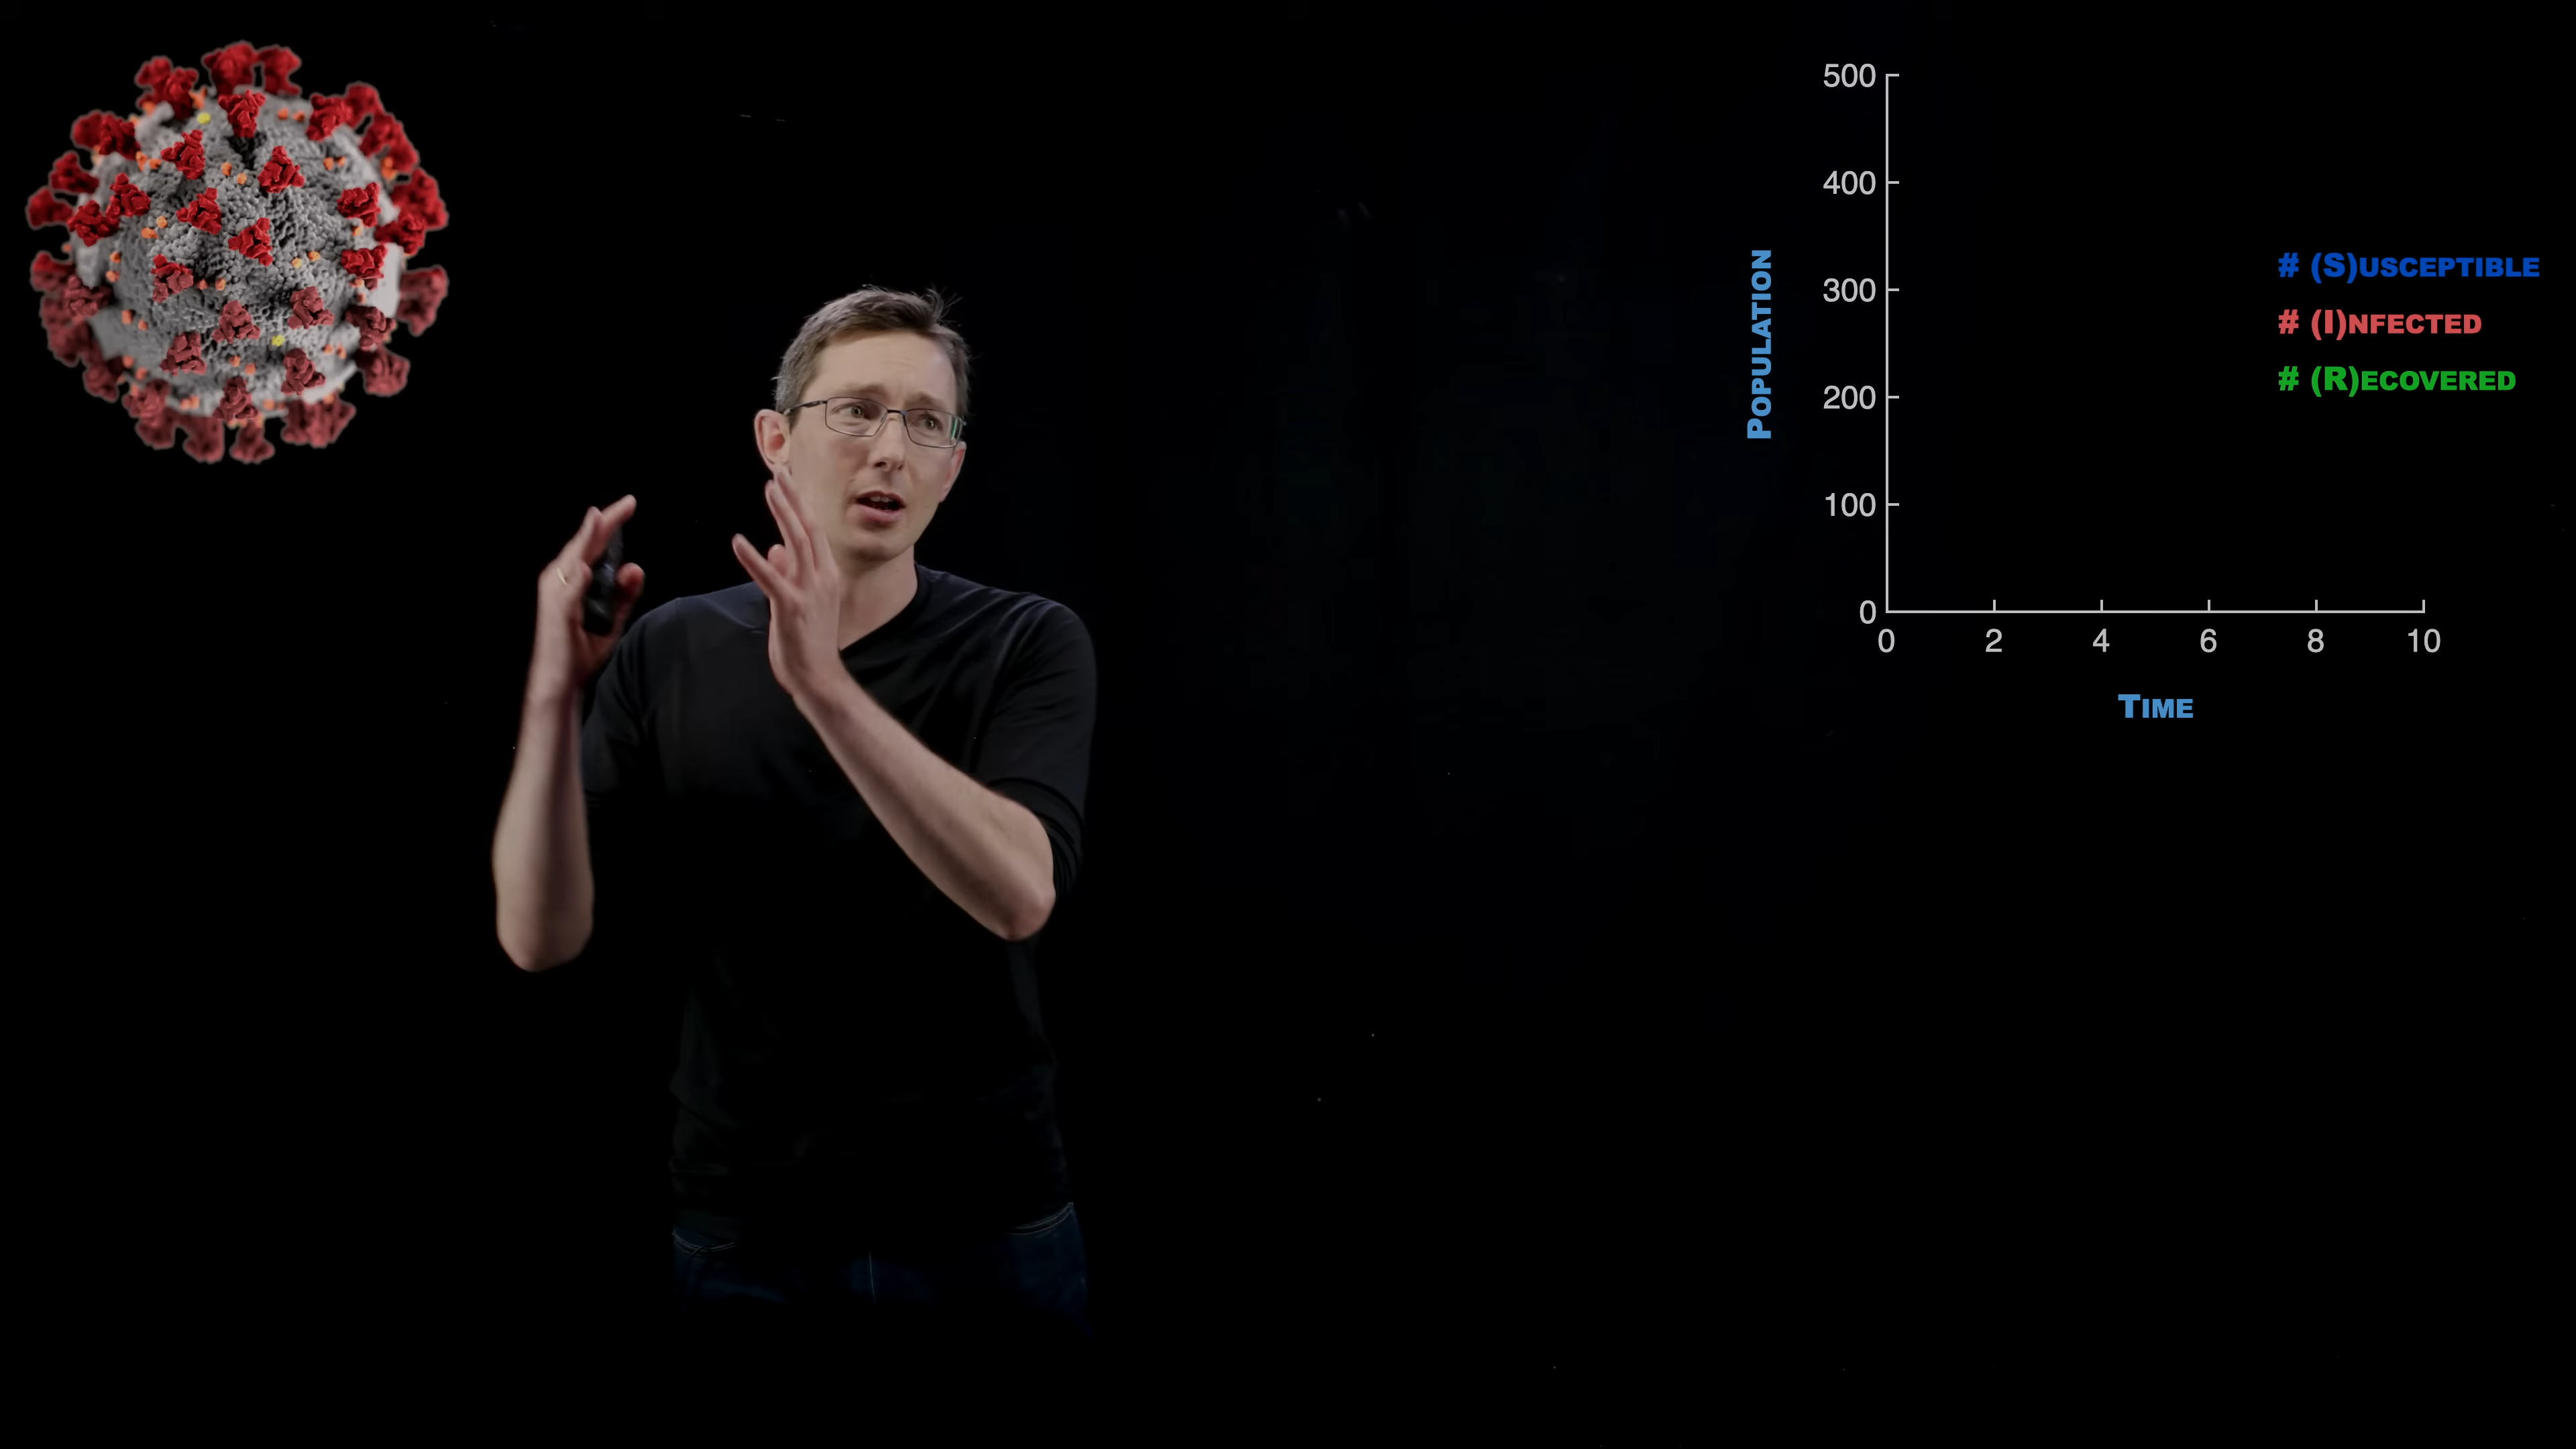 500
400
300
200
100
0
0 2 4 6 8 10
POPULATION
TIME
# (S)USCEPTIBLE
# (I)NFECTED
# (R)ECOVERED